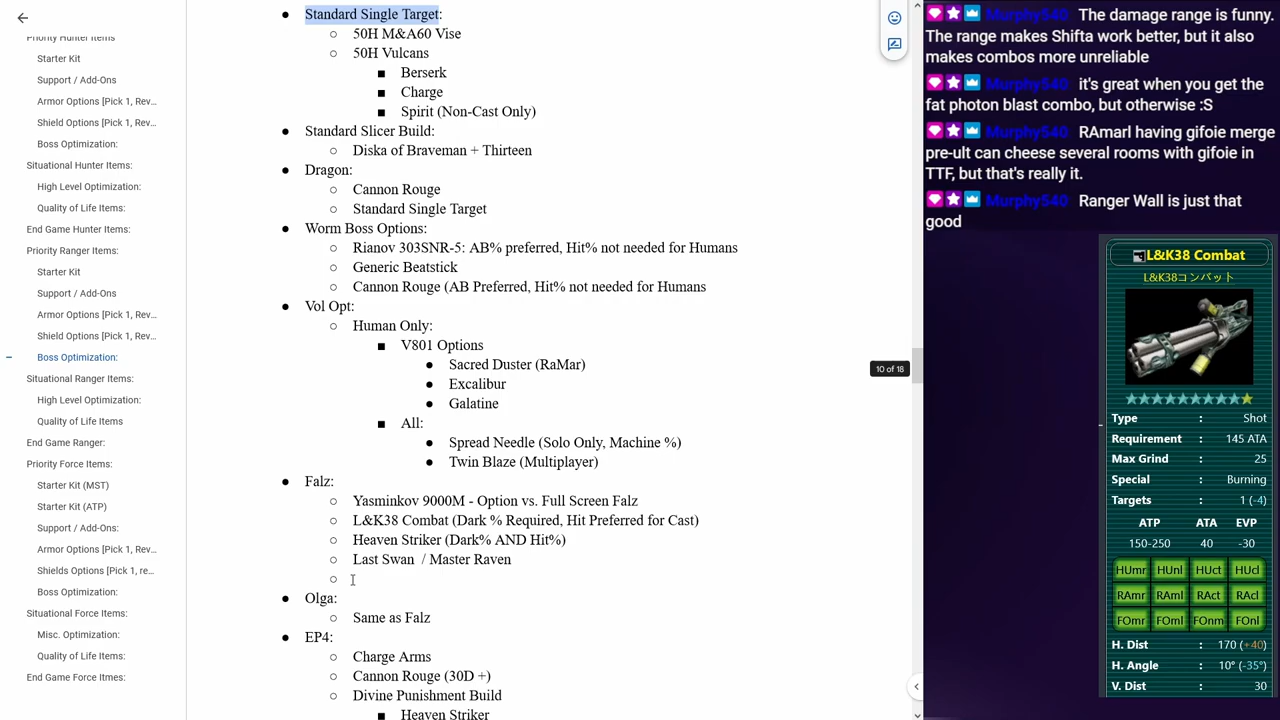 Priority Hunter Items
Starter Kit
Support / Add-Ons
Armor Options [Pick 1, Rev...
Shield Options [Pick 1, Rev...
Boss Optimization:
Situational Hunter Items:
High Level Optimization:
Quality of Life Items:
End Game Hunter Items:
Priority Ranger Items:
Starter Kit
Support / Add-Ons
Armor Options [Pick 1, Rev...
Shield Options [Pick 1, Rev...
Boss Optimization:
Situational Ranger Items:
High Level Optimization:
Quality of Life Items
End Game Ranger:
Priority Force Items:
Starter Kit (MST)
Starter Kit (ATP)
Support / Add-Ons:
Armor Options [Pick 1, Rev...
Shields Options [Pick 1, re...
Boss Optimization:
Situational Force Items:
Misc. Optimization:
Quality of Life Items:
End Game Force Itmes:
Standard Single Target:
50H M&A60 Vise
50H Vulcans
Berserk
Charge
Spirit (Non-Cast Only)
Standard Slicer Build:
Diska of Braveman + Thirteen
Dragon:
Cannon Rouge
Standard Single Target
Worm Boss Options:
Rianov 303SNR-5: AB% preferred, Hit% not needed for Humans
Generic Beatstick
Cannon Rouge (AB Preferred, Hit% not needed for Humans
Vol Opt:
Human Only:
V801 Options
Sacred Duster (RaMar)
Excalibur
Galatine
All:
Spread Needle (Solo Only, Machine %)
Twin Blaze (Multiplayer)
Falz:
Yasminkov 9000M - Option vs. Full Screen Falz
L&K38 Combat (Dark % Required, Hit Preferred for Cast)
Heaven Striker (Dark% AND Hit%)
Last Swan / Master Raven
Olga:
Same as Falz
EP4:
Charge Arms
Cannon Rouge (30D +)
Divine Punishment Build
Heaven Striker
10 of 18
Murphy540 The damage range is funny.
The range makes Shifta work better, but it also
makes combos more unreliable
Murphy540 it's great when you get the
fat photon blast combo, but otherwise :S
Murphy540 RAmarl having gifoie merge
pre-ult can cheese several rooms with gifoie in
TTF, but that's really it.
Murphy540 Ranger Wall is just that
good
L&K38 Combat
L&K38コンバット
Type : Shot
Requirement : 145 ATA
Max Grind : 25
Special : Burning
Targets : 1 (-4)
ATP ATA EVP
150-250 40 -30
HUmr HUnl HUct HUcl
RAmr RAml RAct RAcl
FOmr FOml FOnm FOnl
H. Dist : 170 (+40)
H. Angle : 10° (-35°)
V. Dist : 30